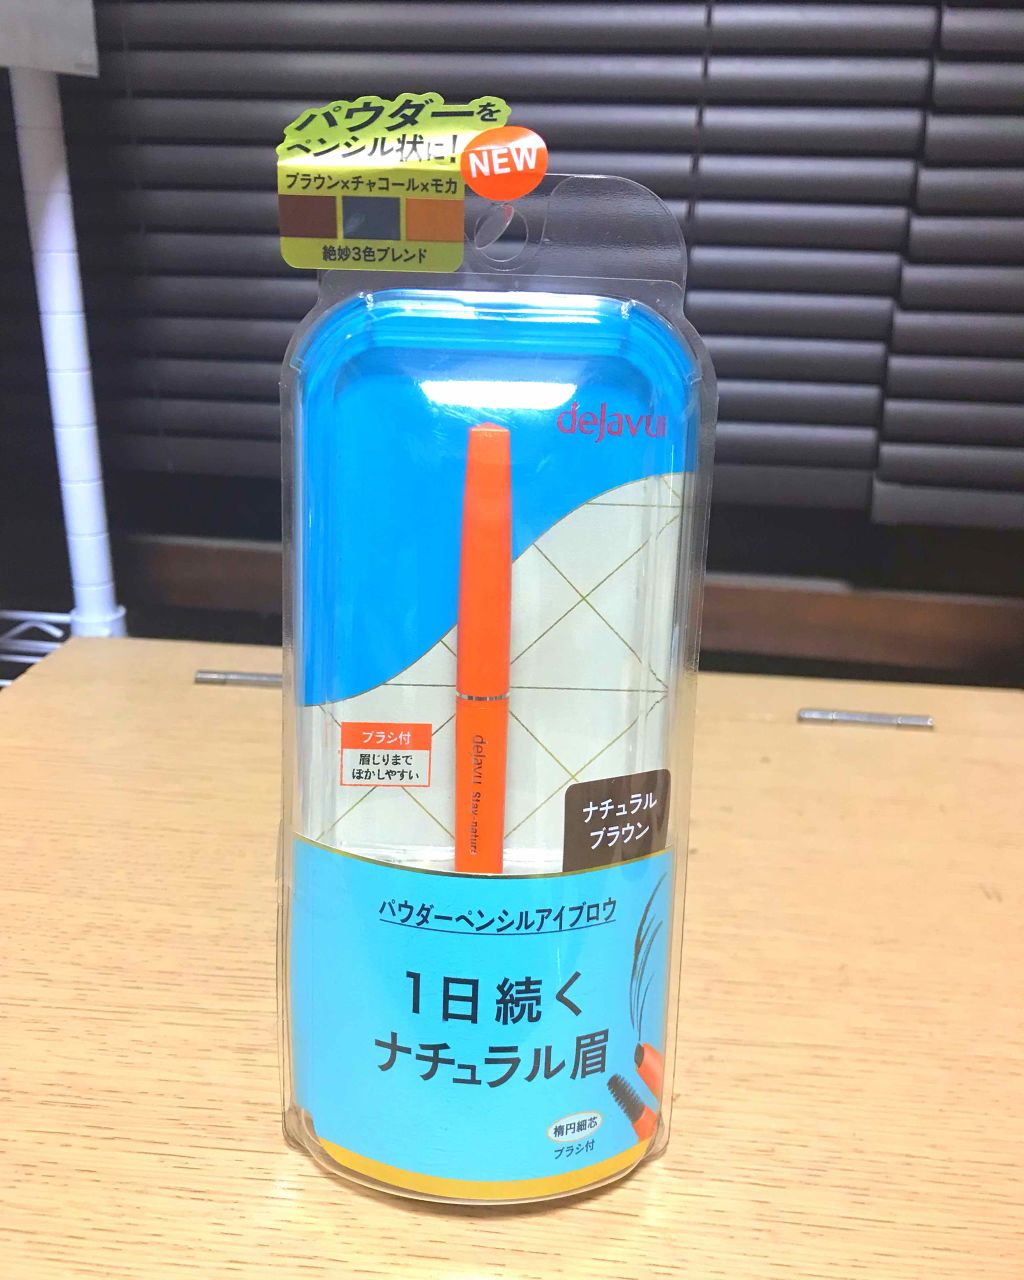 パウダーを
ペンシル状に!
NEW
ブラウン×チャコール×モカ
絶妙3色ブレンド
dejavu
dejavu Stay-natura
ブラシ付
眉じりまで
ぼかしやすい
ナチュラル
ブラウン
パウダーペンシルアイブロウ
1日続く
ナチュラル眉
楕円細芯
ブラシ付